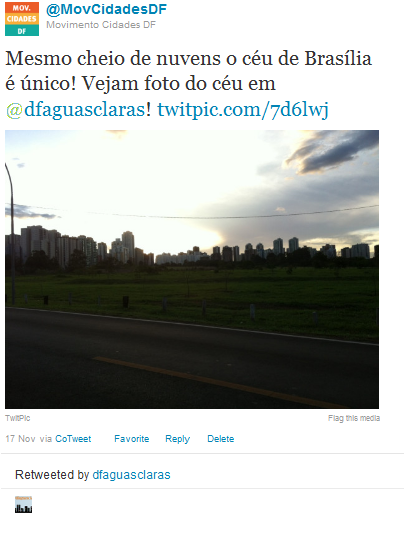 MOV.
CIDADES
DF
@MovCidadesDF
Movimento Cidades DF
Mesmo cheio de nuvens o céu de Brasília
é único! Vejam foto do céu em
@dfaguasclaras! twitpic.com/7d6lwj
TwitPic Flag this media
17 Nov via CoTweet Favorite Reply Delete
Retweeted by dfaguasclaras